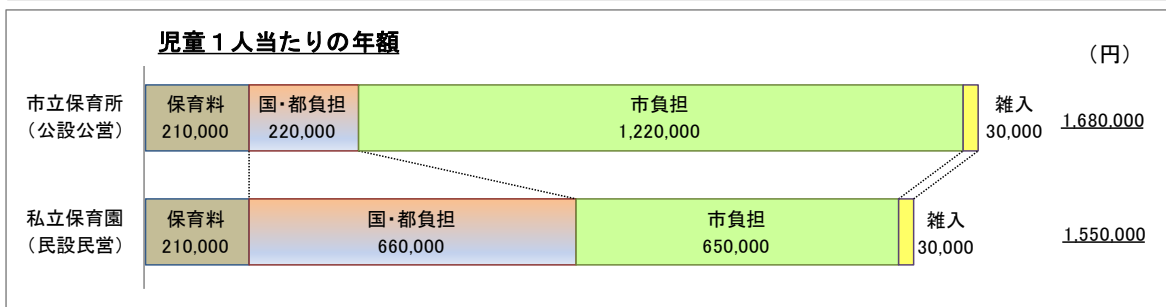 児童１人当たりの年額
（円）
市立保育所
（公設公営）
保育料
210,000
国・都負担
220,000
市負担
1,220,000
雑入
30,000
1,680,000
私立保育園
（民設民営）
保育料
210,000
国・都負担
660,000
市負担
650,000
雑入
30,000
1,550,000